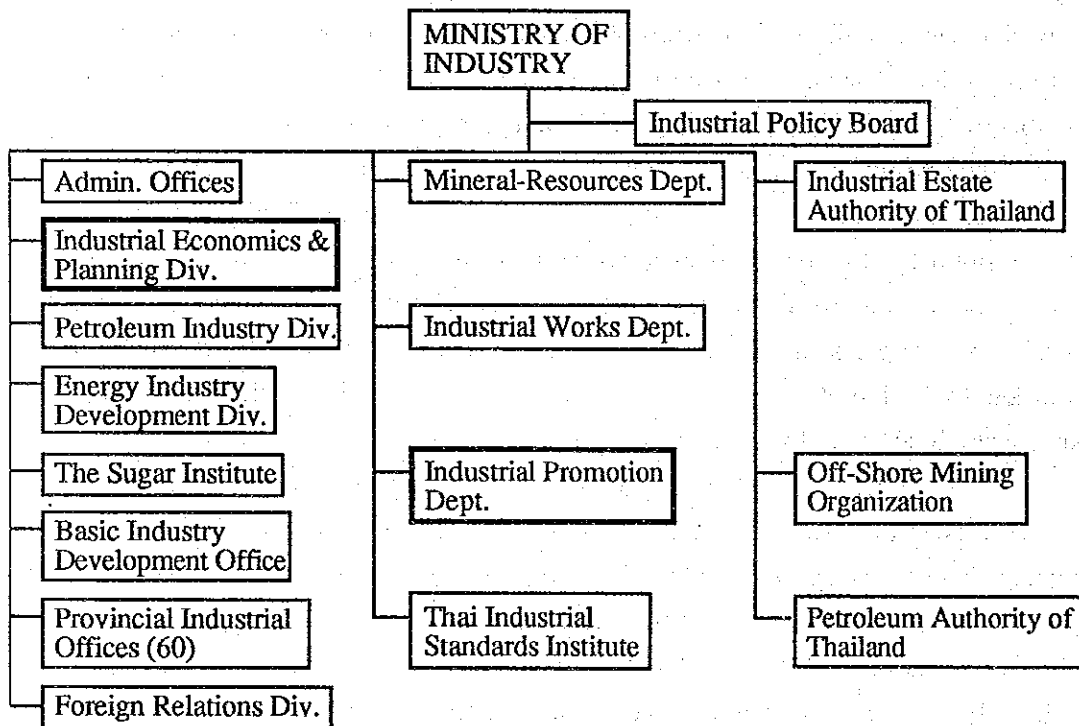 MINISTRY OF
INDUSTRY
Industrial Policy Board
Admin. Offices
Industrial Economics &
Planning Div.
Petroleum Industry Div.
Energy Industry
Development Div.
The Sugar Institute
Basic Industry
Development Office
Provincial Industrial
Offices (60)
Foreign Relations Div.
Mineral-Resources Dept.
Industrial Works Dept.
Industrial Promotion
Dept.
Thai Industrial
Standards Institute
Industrial Estate
Authority of Thailand
Off-Shore Mining
Organization
Petroleum Authority of
Thailand